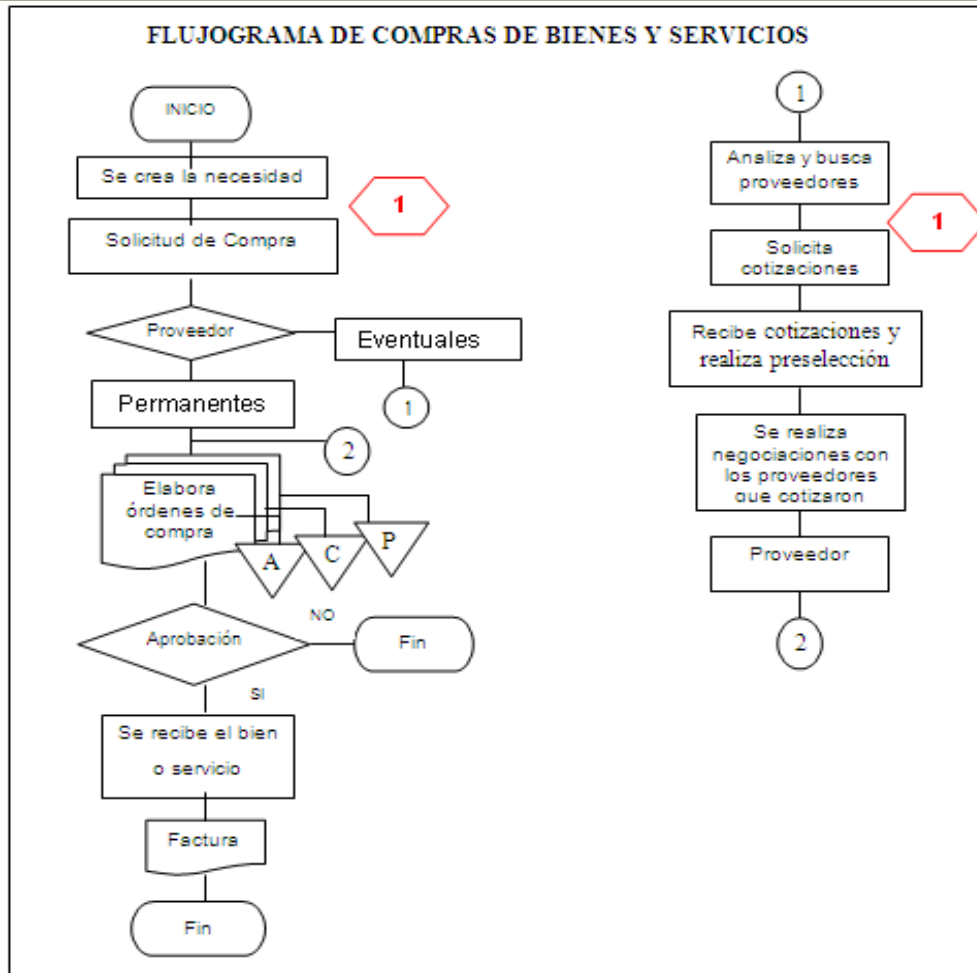 FLUJOGRAMA DE COMPRAS DE BIENES Y SERVICIOS
INICIO
Se crea la necesidad
1
Solicitud de Compra
Proveedor
Eventuales
1
Permanentes
2
Elabora
órdenes de
compra
A
C
P
Aprobación
NO
Fin
SI
Se recibe el bien
o servicio
Factura
Fin
1
Analiza y busca
proveedores
1
Solicita
cotizaciones
Recibe cotizaciones y
realiza preselección
Se realiza
negociaciones con
los proveedores
que cotizaron
Proveedor
2